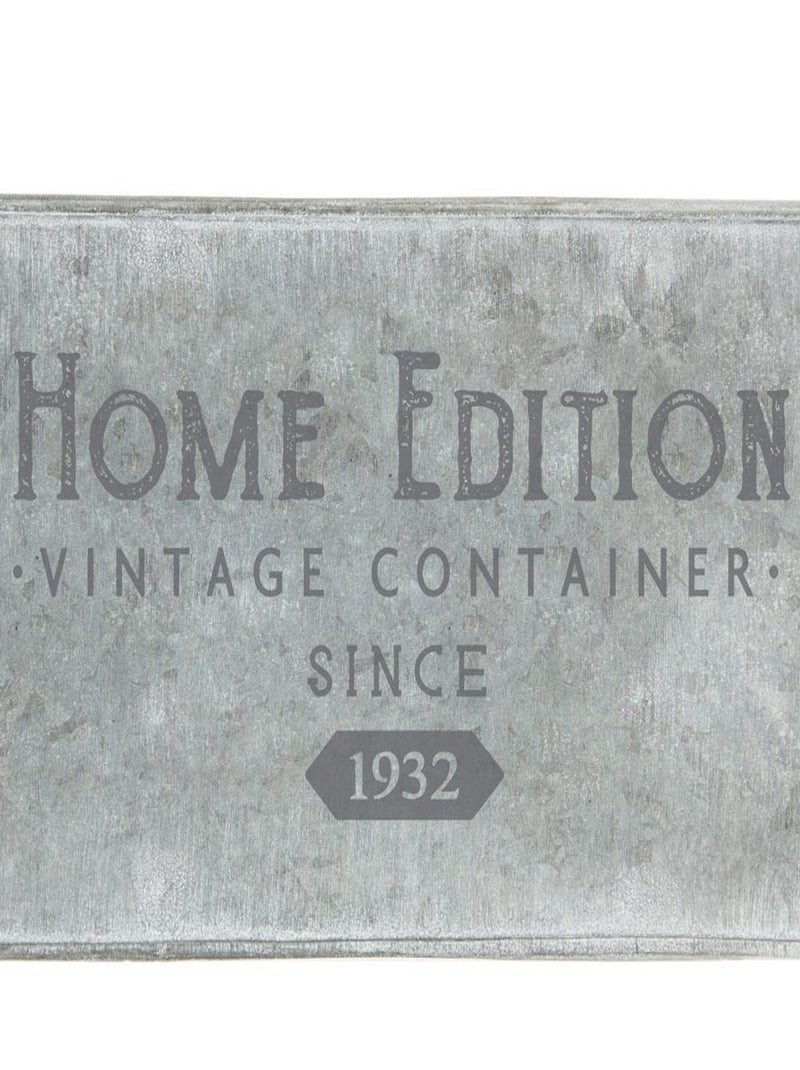 HOME EDITION
·VINTAGE CONTAINER·
SINCE
1932